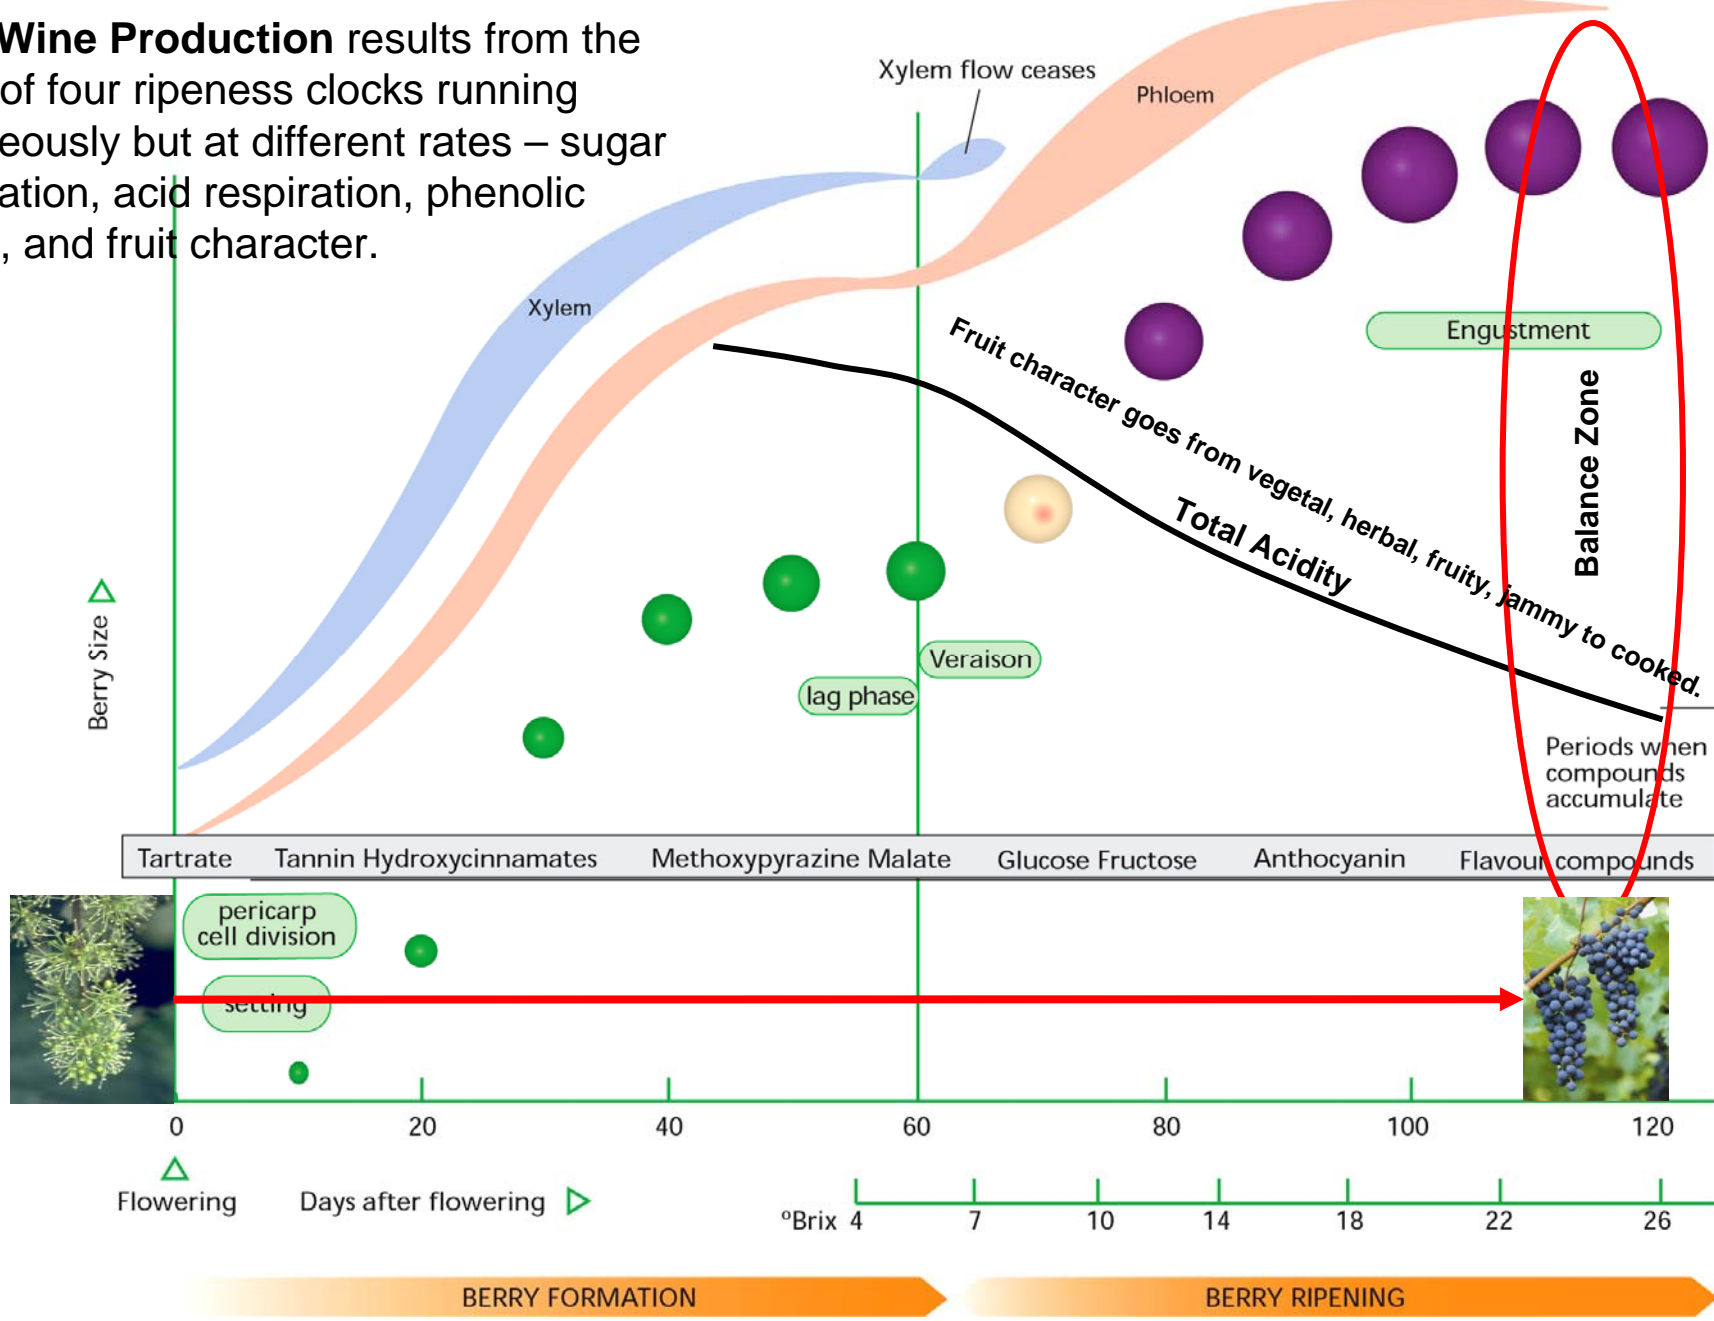 Wine Production results from the
of four ripeness clocks running
eously but at different rates – sugar
ation, acid respiration, phenolic
, and fruit character.
Xylem flow ceases
Phloem
Xylem
Engustment
Fruit character goes from vegetal, herbal, fruity, jammy to cooked.
Total Acidity
Balance Zone
Berry Size
Veraison
lag phase
Periods when
compounds
accumulate
Tartrate Tannin Hydroxycinnamates Methoxypyrazine Malate Glucose Fructose Anthocyanin Flavour compounds
pericarp
cell division
setting
0 20 40 60 80 100 120
Flowering Days after flowering
ºBrix 4 7 10 14 18 22 26
BERRY FORMATION BERRY RIPENING